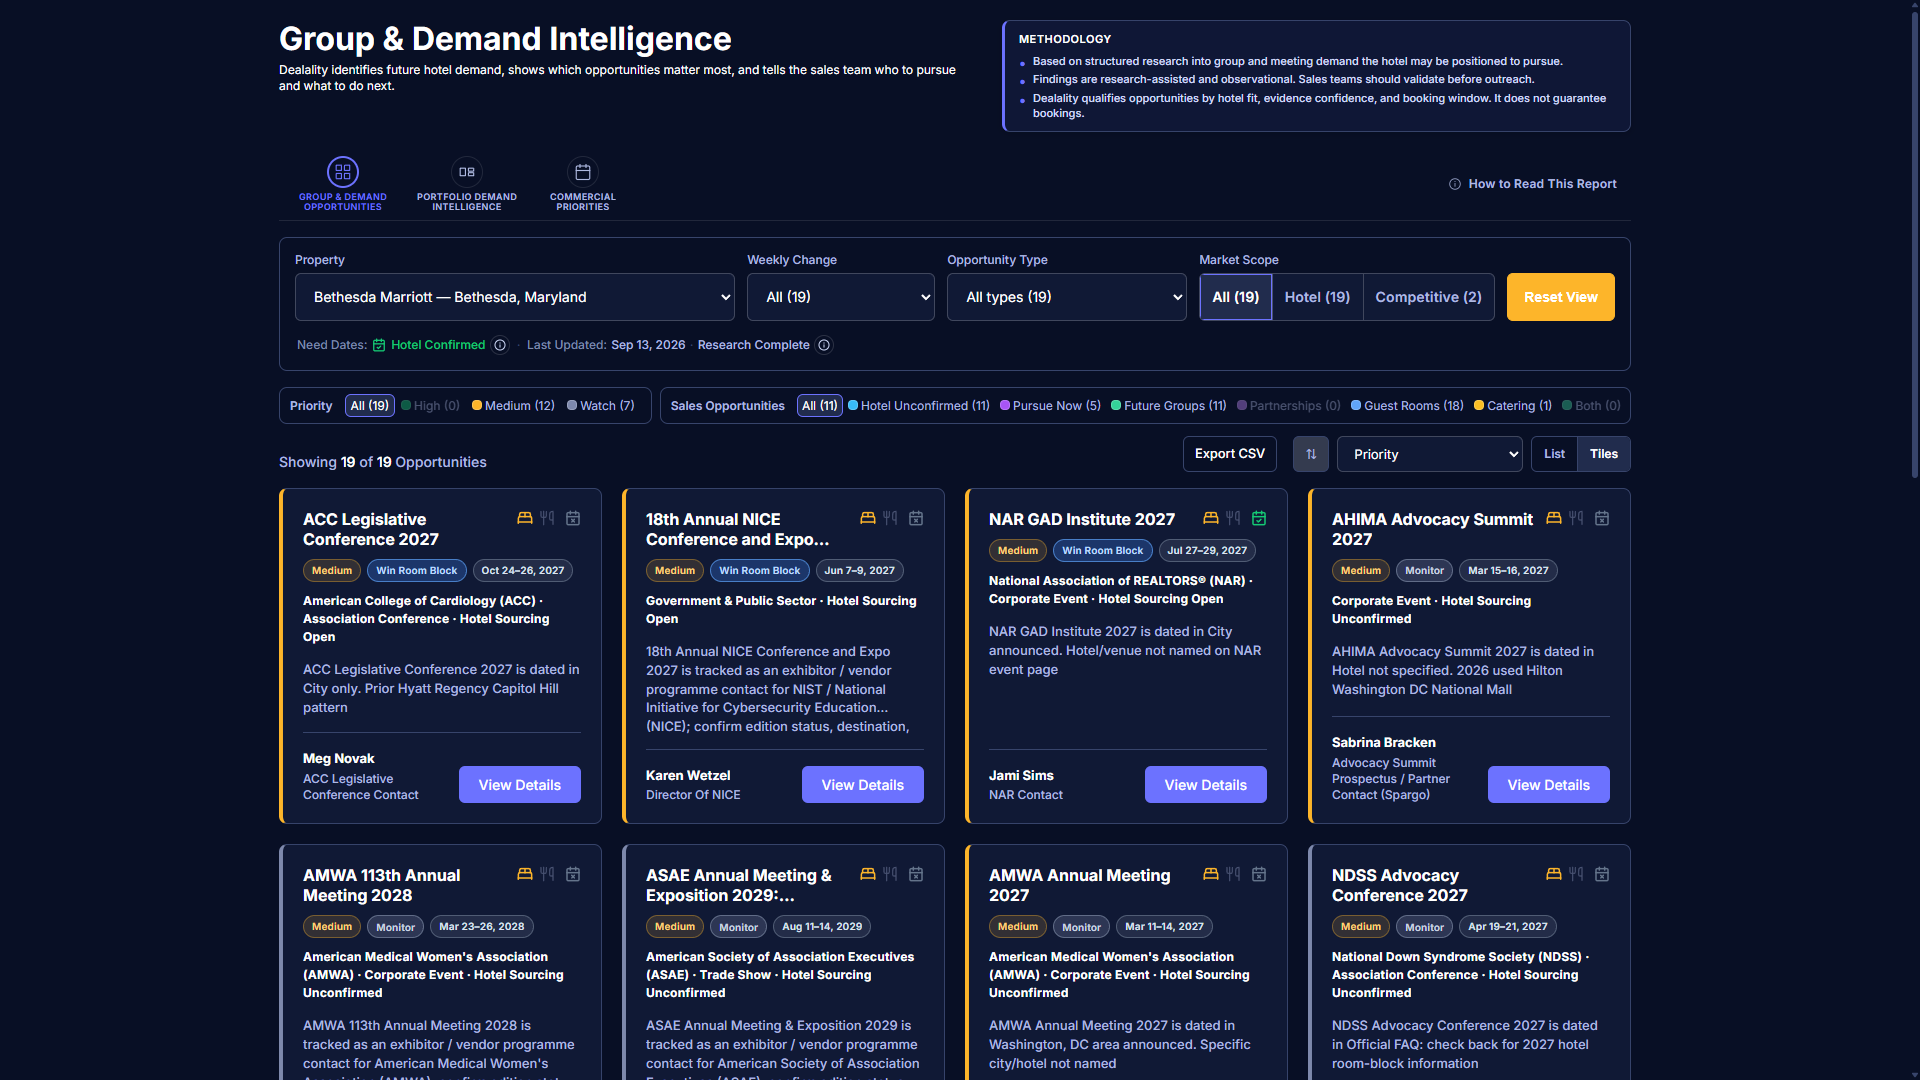 Group & Demand Intelligence
Dealality identifies future hotel demand, shows which opportunities matter most, and tells the sales team who to pursue
and what to do next.
METHODOLOGY
Based on structured research into group and meeting demand the hotel may be positioned to pursue.
Findings are research-assisted and observational. Sales teams should validate before outreach.
Dealality qualifies opportunities by hotel fit, evidence confidence, and booking window. It does not guarantee
bookings.
GROUP & DEMAND
OPPORTUNITIES
PORTFOLIO DEMAND
INTELLIGENCE
COMMERCIAL
PRIORITIES
How to Read This Report
Property
Weekly Change
Opportunity Type
Market Scope
Bethesda Marriott — Bethesda, Maryland
All (19)
All types (19)
All (19)
Hotel (19)
Competitive (2)
Reset View
Need Dates: Hotel Confirmed · Last Updated: Sep 13, 2026 · Research Complete
Priority All (19) High (0) Medium (12) Watch (7)
Sales Opportunities All (11) Hotel Unconfirmed (11) Pursue Now (5) Future Groups (11) Partnerships (0) Guest Rooms (18) Catering (1) Both (0)
Showing 19 of 19 Opportunities
Export CSV
Priority
List
Tiles
ACC Legislative
Conference 2027
Medium
Win Room Block
Oct 24–26, 2027
American College of Cardiology (ACC) ·
Association Conference · Hotel Sourcing
Open
ACC Legislative Conference 2027 is dated in
City only. Prior Hyatt Regency Capitol Hill
pattern
Meg Novak
ACC Legislative
Conference Contact
View Details
18th Annual NICE
Conference and Expo...
Medium
Win Room Block
Jun 7–9, 2027
Government & Public Sector · Hotel Sourcing
Open
18th Annual NICE Conference and Expo
2027 is tracked as an exhibitor / vendor
programme contact for NIST / National
Initiative for Cybersecurity Education...
(NICE); confirm edition status, destination,
Karen Wetzel
Director Of NICE
View Details
NAR GAD Institute 2027
Medium
Win Room Block
Jul 27–29, 2027
National Association of REALTORS® (NAR) ·
Corporate Event · Hotel Sourcing Open
NAR GAD Institute 2027 is dated in City
announced. Hotel/venue not named on NAR
event page
Jami Sims
NAR Contact
View Details
AHIMA Advocacy Summit
2027
Medium
Monitor
Mar 15–16, 2027
Corporate Event · Hotel Sourcing
Unconfirmed
AHIMA Advocacy Summit 2027 is dated in
Hotel not specified. 2026 used Hilton
Washington DC National Mall
Sabrina Bracken
Advocacy Summit
Prospectus / Partner
Contact (Spargo)
View Details
AMWA 113th Annual
Meeting 2028
Medium
Monitor
Mar 23–26, 2028
American Medical Women's Association
(AMWA) · Corporate Event · Hotel Sourcing
Unconfirmed
AMWA 113th Annual Meeting 2028 is
tracked as an exhibitor / vendor programme
contact for American Medical Women's
ASAE Annual Meeting &
Exposition 2029:...
Medium
Monitor
Aug 11–14, 2029
American Society of Association Executives
(ASAE) · Trade Show · Hotel Sourcing
Unconfirmed
ASAE Annual Meeting & Exposition 2029 is
tracked as an exhibitor / vendor programme
contact for American Society of Association
AMWA Annual Meeting
2027
Medium
Monitor
Mar 11–14, 2027
American Medical Women's Association
(AMWA) · Corporate Event · Hotel Sourcing
Unconfirmed
AMWA Annual Meeting 2027 is dated in
Washington, DC area announced. Specific
city/hotel not named
NDSS Advocacy
Conference 2027
Medium
Monitor
Apr 19–21, 2027
National Down Syndrome Society (NDSS) ·
Association Conference · Hotel Sourcing
Unconfirmed
NDSS Advocacy Conference 2027 is dated
in Official FAQ: check back for 2027 hotel
room-block information